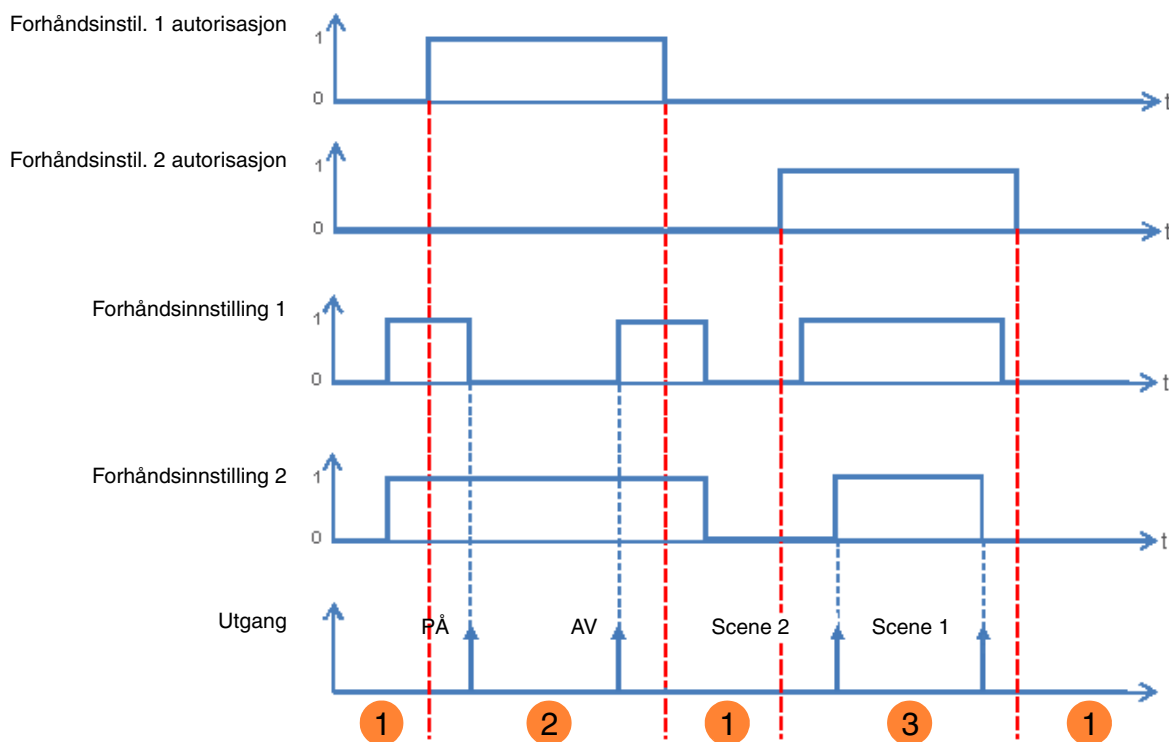 Forhåndsinstil. 1 autorisasjon
1
0
t
Forhåndsinstil. 2 autorisasjon
1
0
t
Forhåndsinnstilling 1
1
0
t
Forhåndsinnstilling 2
1
0
t
Utgang
PÅ
AV
Scene 2
Scene 1
1
2
1
3
1